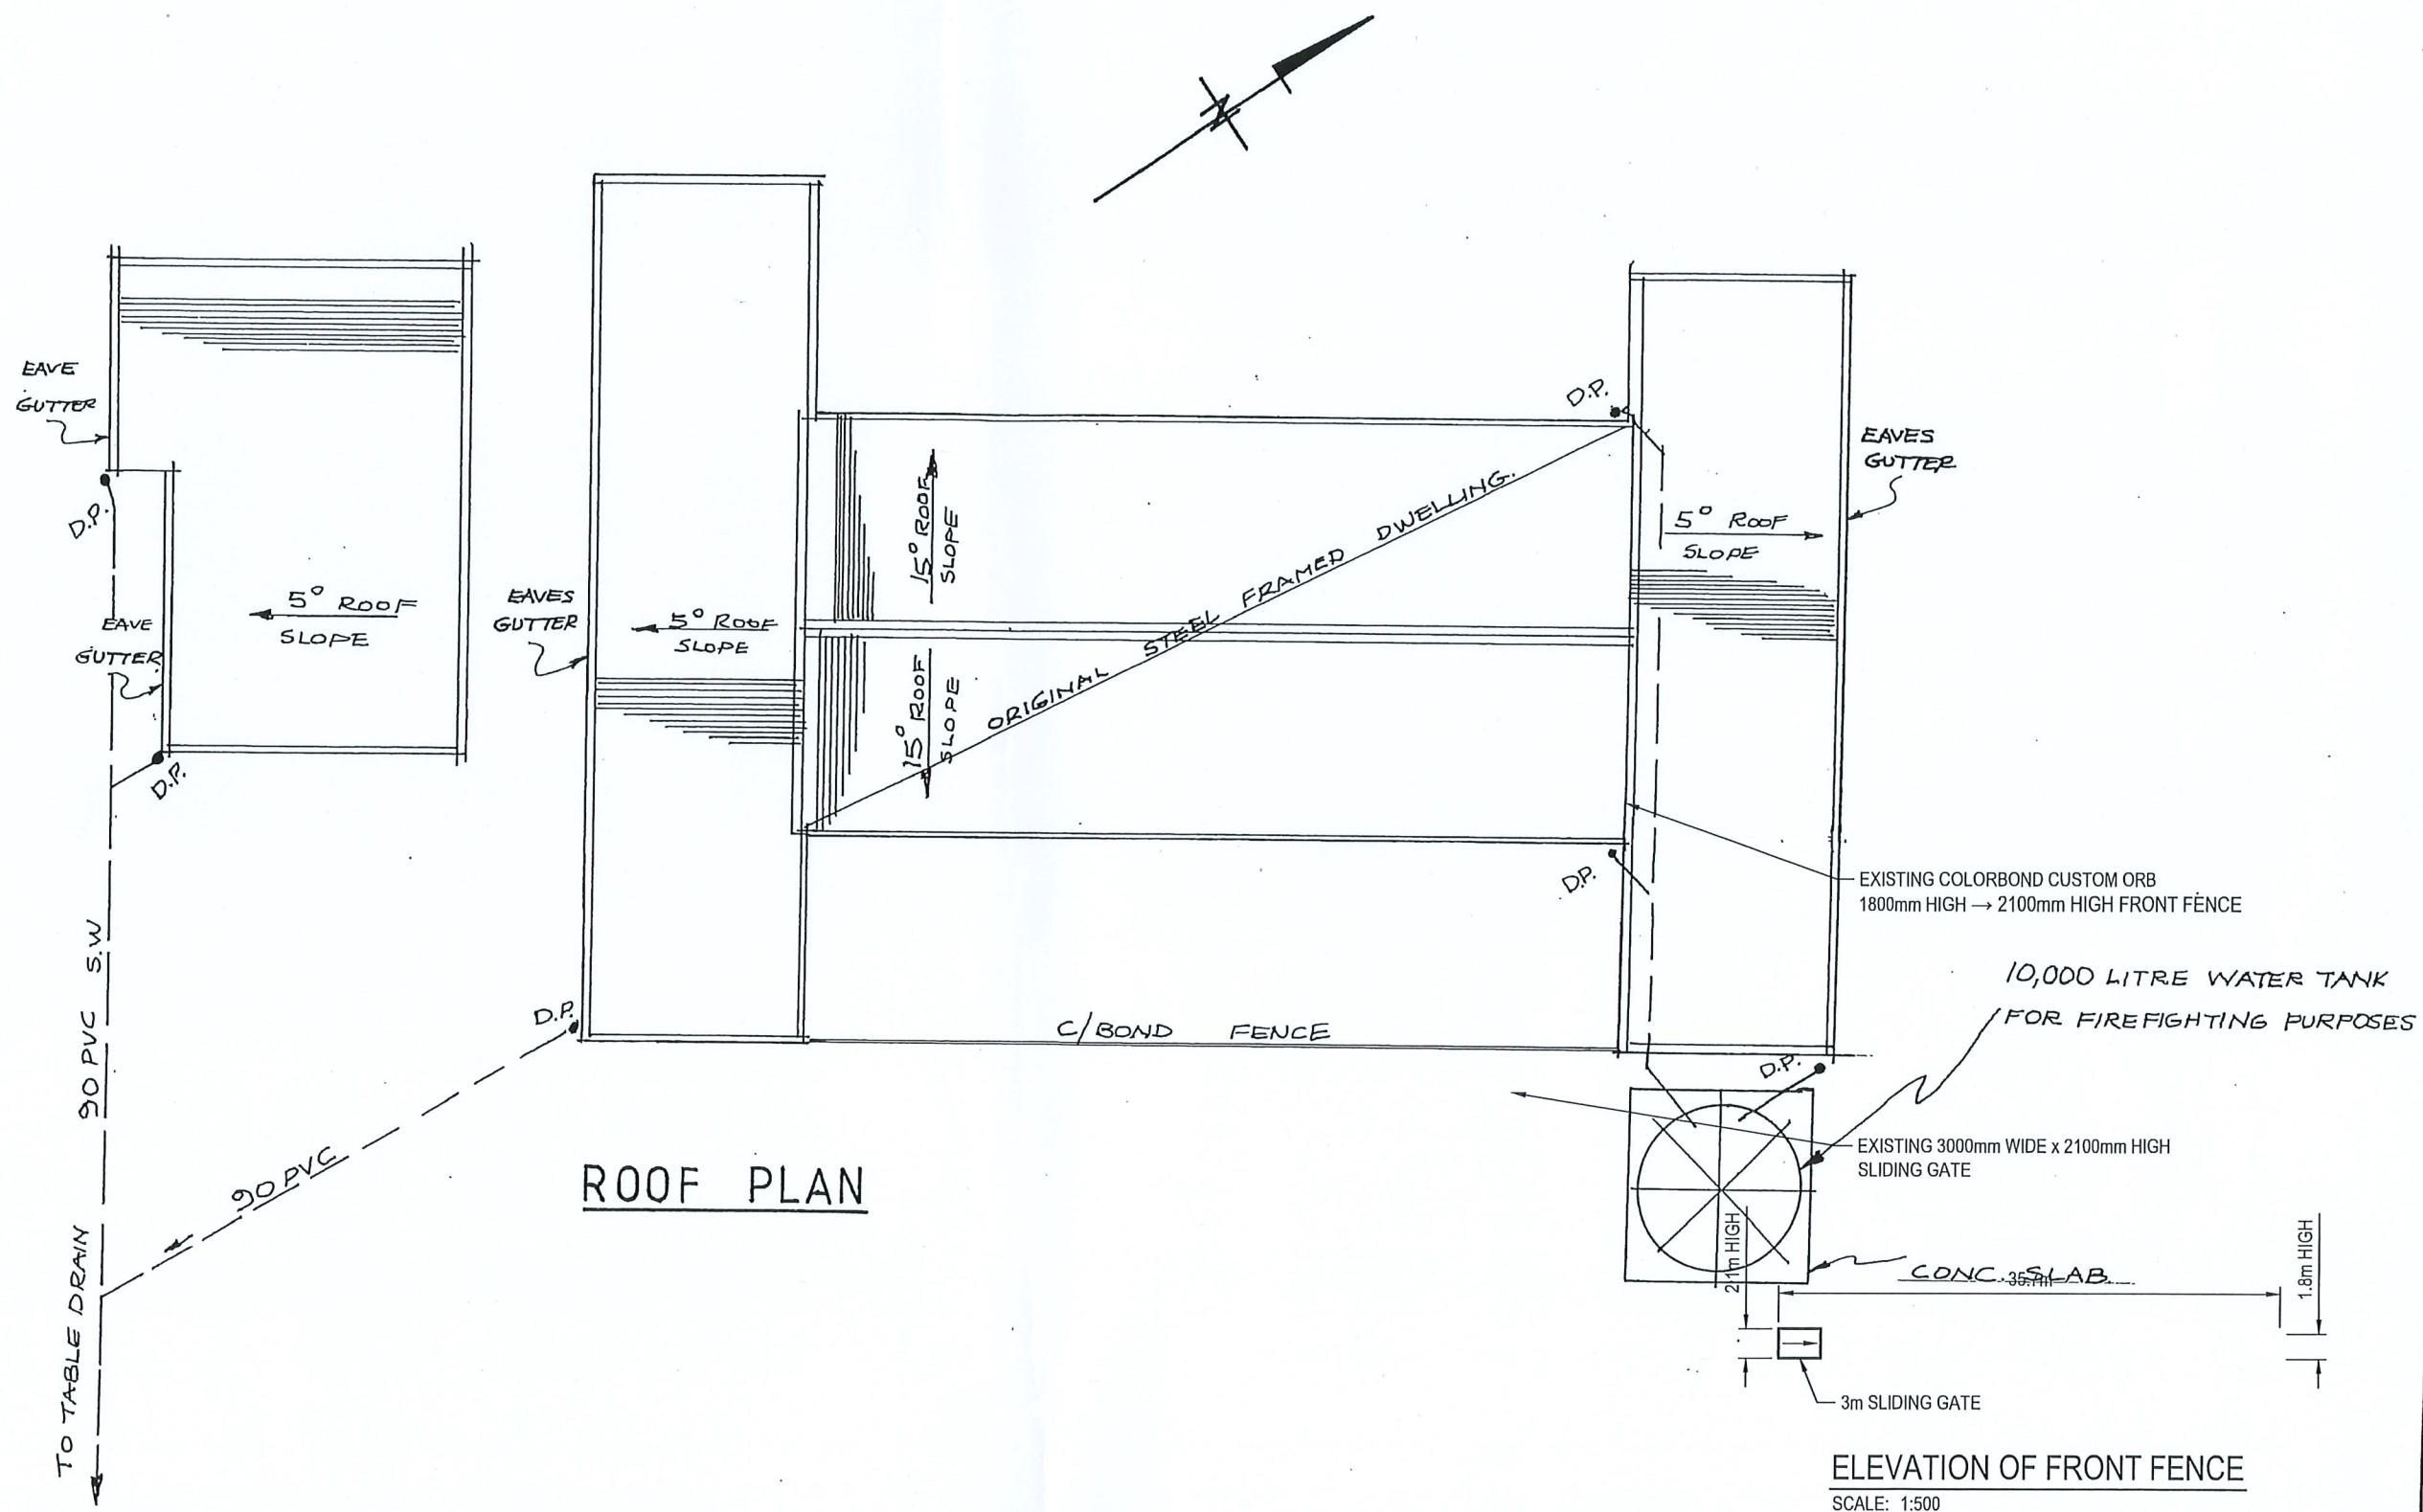 N
EAVE
GUTTER
D.P.
5° ROOF
SLOPE
EAVE
GUTTER
D.P.
90 PVC S.W
TO TABLE DRAIN
90 PVC
EAVES
GUTTER
5° ROOF
SLOPE
D.P.
15° ROOF
SLOPE
15° ROOF
SLOPE
ORIGINAL STEEL FRAMED DWELLING.
D.P.
5° ROOF
SLOPE
EAVES
GUTTER
D.P.
EXISTING COLORBOND CUSTOM ORB
1800mm HIGH → 2100mm HIGH FRONT FENCE
10,000 LITRE WATER TANK
FOR FIREFIGHTING PURPOSES
C/BOND FENCE
D.P.
EXISTING 3000mm WIDE x 2100mm HIGH
SLIDING GATE
ROOF PLAN
2.1m HIGH
CONC. SLAB.
1.8m HIGH
3m SLIDING GATE
ELEVATION OF FRONT FENCE
SCALE: 1:500